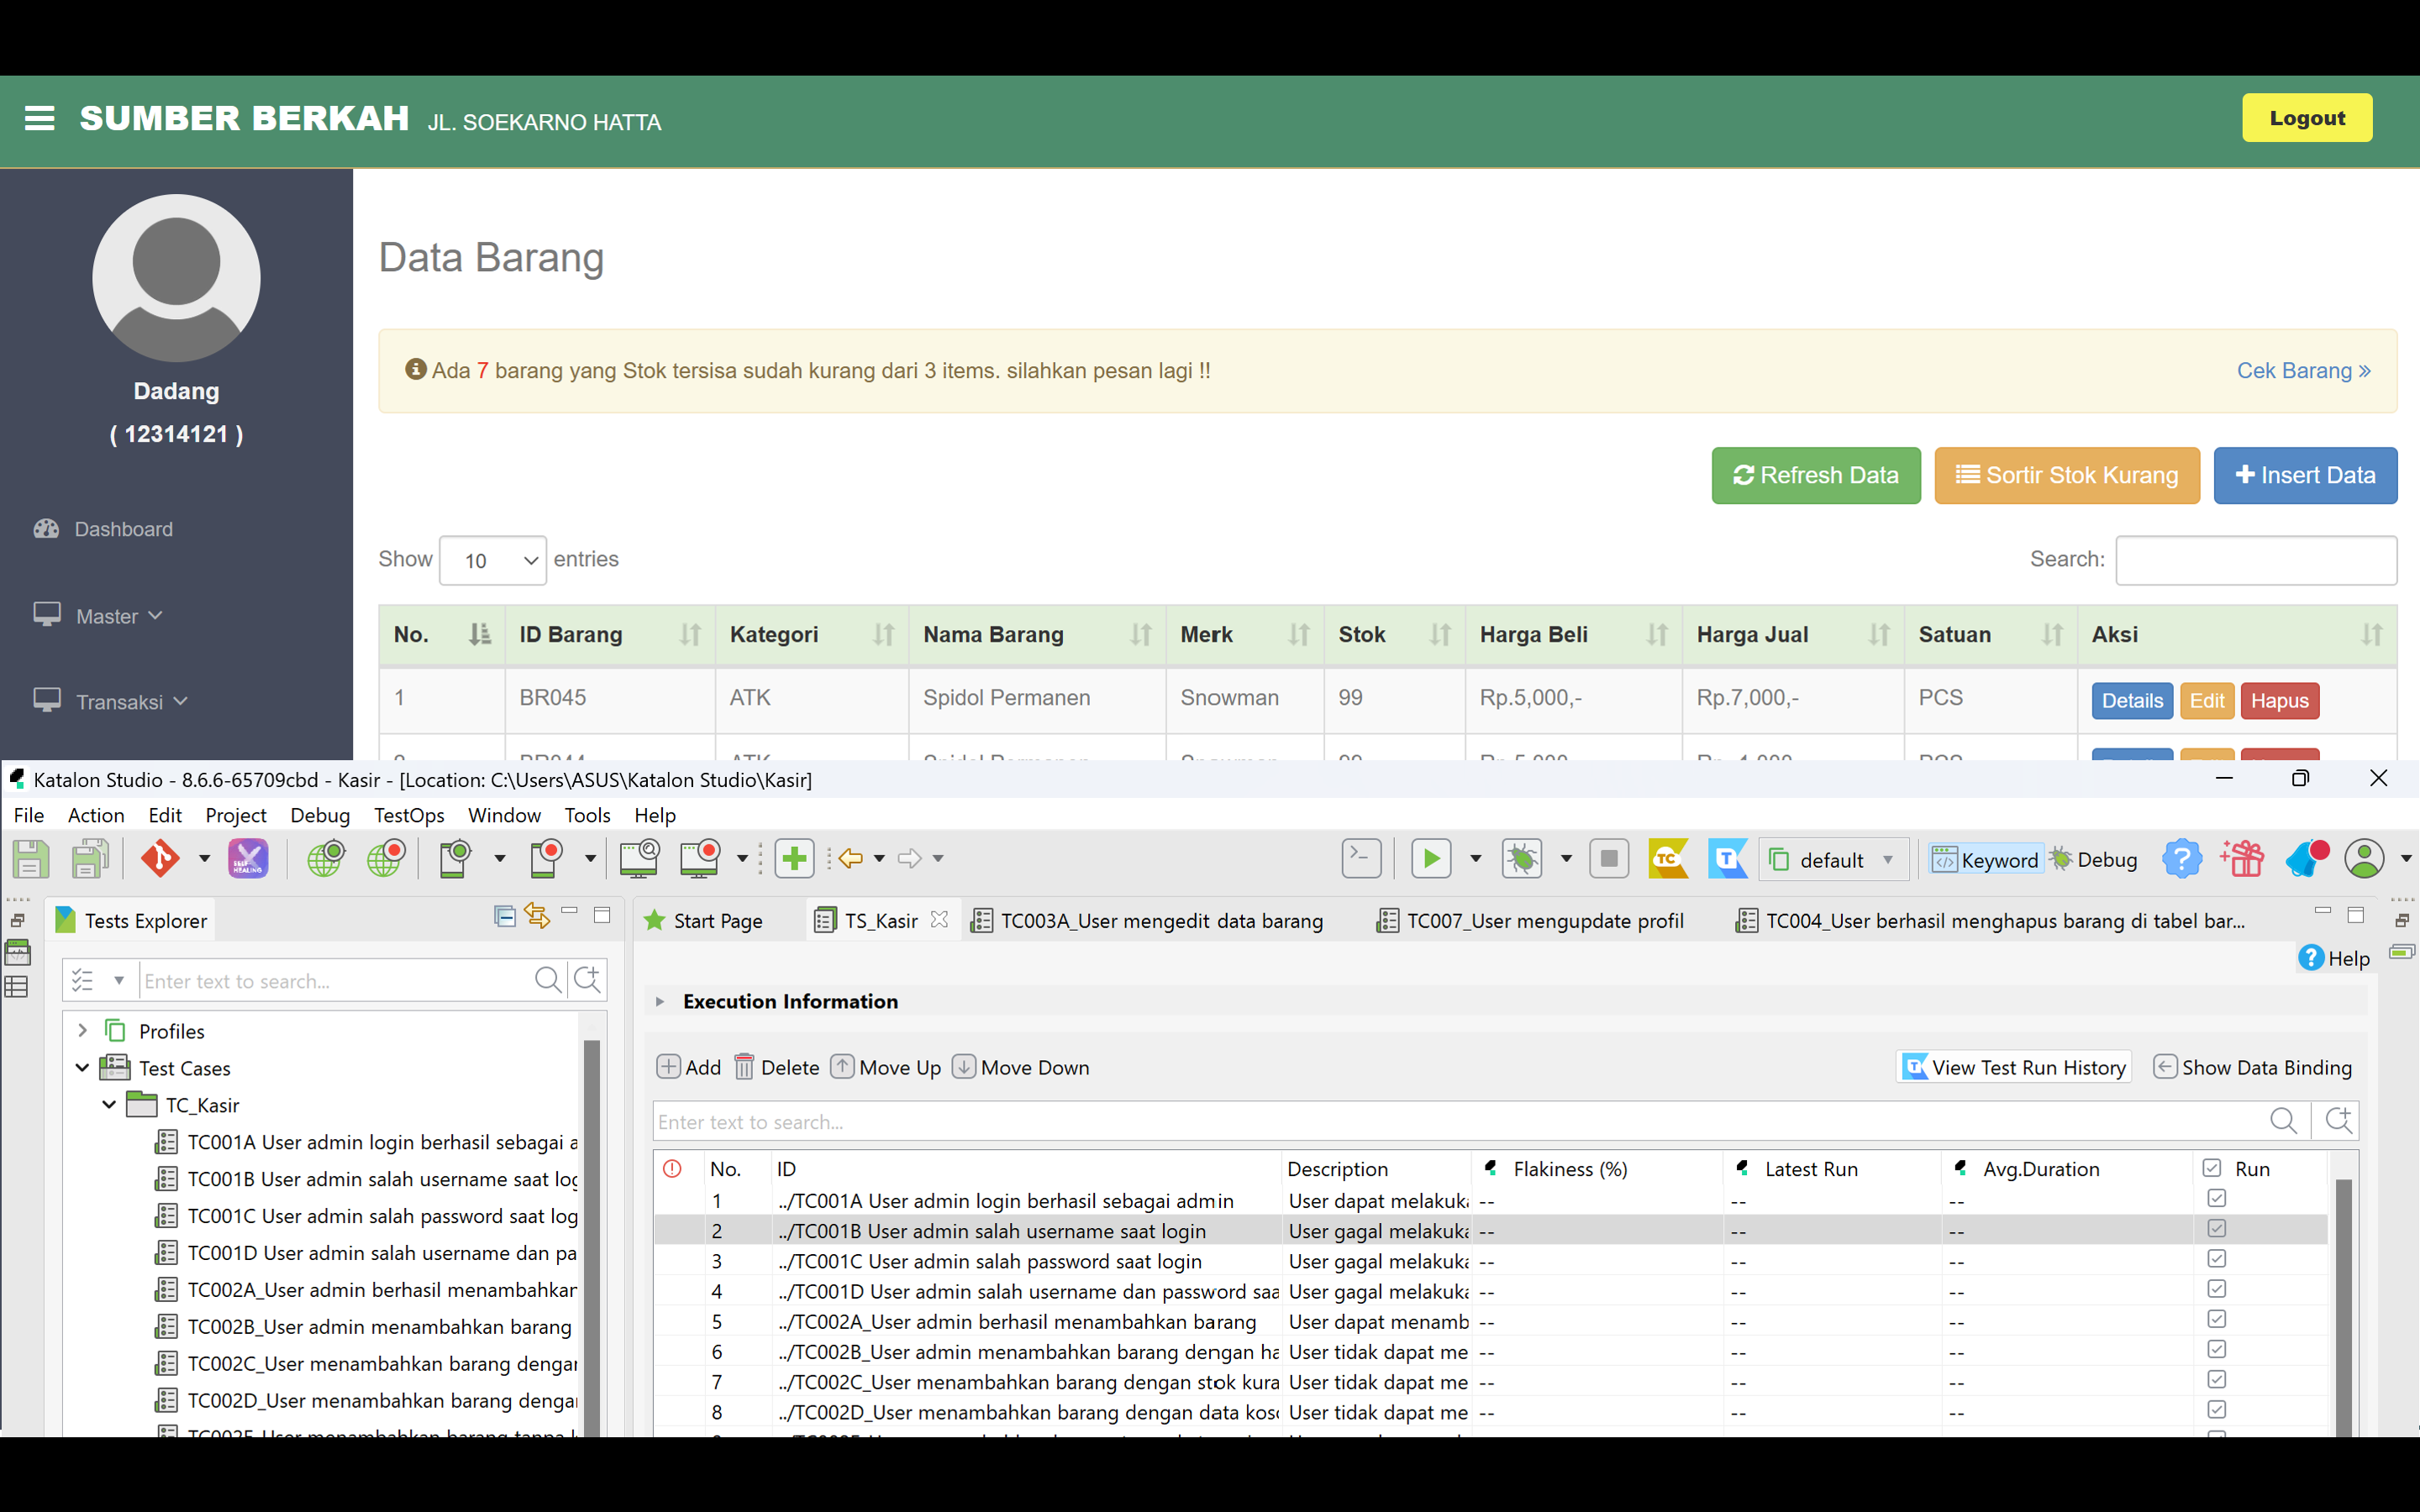 SUMBER BERKAH JL. SOEKARNO HATTA
Logout
Dadang
( 12314121 )
Dashboard
Master
Transaksi
Data Barang
Ada 7 barang yang Stok tersisa sudah kurang dari 3 items. silahkan pesan lagi !!
Cek Barang »
Refresh Data Sortir Stok Kurang Insert Data
Show 10 entries
Search:
No. ID Barang Kategori Nama Barang Merk Stok Harga Beli Harga Jual Satuan Aksi
1 BR045 ATK Spidol Permanen Snowman 99 Rp.5,000,- Rp.7,000,- PCS Details Edit Hapus
Katalon Studio - 8.6.6-65709cbd - Kasir - [Location: C:\Users\ASUS\Katalon Studio\Kasir]
File Action Edit Project Debug TestOps Window Tools Help
SELF HEALING
TC
T
default
Keyword
Debug
Tests Explorer
Enter text to search...
Profiles
Test Cases
TC_Kasir
TC001A User admin login berhasil sebagai a
TC001B User admin salah username saat log
TC001C User admin salah password saat log
TC001D User admin salah username dan pa
TC002A_User admin berhasil menambahkan
TC002B_User admin menambahkan barang
TC002C_User menambahkan barang dengan
TC002D_User menambahkan barang dengan
Start Page
TS_Kasir
TC003A_User mengedit data barang
TC007_User mengupdate profil
TC004_User berhasil menghapus barang di tabel bar...
Help
Execution Information
Add Delete Move Up Move Down
View Test Run History
Show Data Binding
Enter text to search...
No. ID Description Flakiness (%) Latest Run Avg.Duration Run
1 ../TC001A User admin login berhasil sebagai admin User dapat melakuka -- -- --
2 ../TC001B User admin salah username saat login User gagal melakuka -- -- --
3 ../TC001C User admin salah password saat login User gagal melakuka -- -- --
4 ../TC001D User admin salah username dan password saa User gagal melakuka -- -- --
5 ../TC002A_User admin berhasil menambahkan barang User dapat menamb -- -- --
6 ../TC002B_User admin menambahkan barang dengan ha User tidak dapat me -- -- --
7 ../TC002C_User menambahkan barang dengan stok kura User tidak dapat me -- -- --
8 ../TC002D_User menambahkan barang dengan data koso User tidak dapat me -- -- --